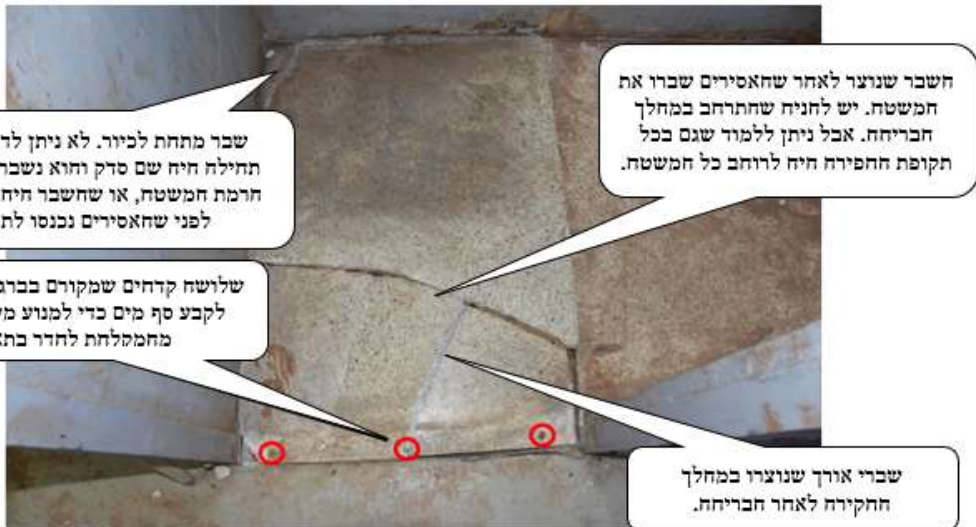 השבר שנוצר לאחר שהאסירים שברו את
המשטח. יש להניח שהתרחב במהלך
הבריחה. אבל ניתן ללמוד שגם בכל
תקופת החפירה היה לרוחב כל המשטח.
שבר מתחת לכיור. לא ניתן לד
תחילה היה שם סדק והוא נשבר
הרמת המשטח, או שהשבר היה
לפני שהאסירים נכנסו לת
שלושה קדחים שמקורם בברג
לקבע סף מים כדי למנוע
מהמקלחת לחדר בתא
שברי אורך שנוצרו במהלך
החקירה לאחר הבריחה.